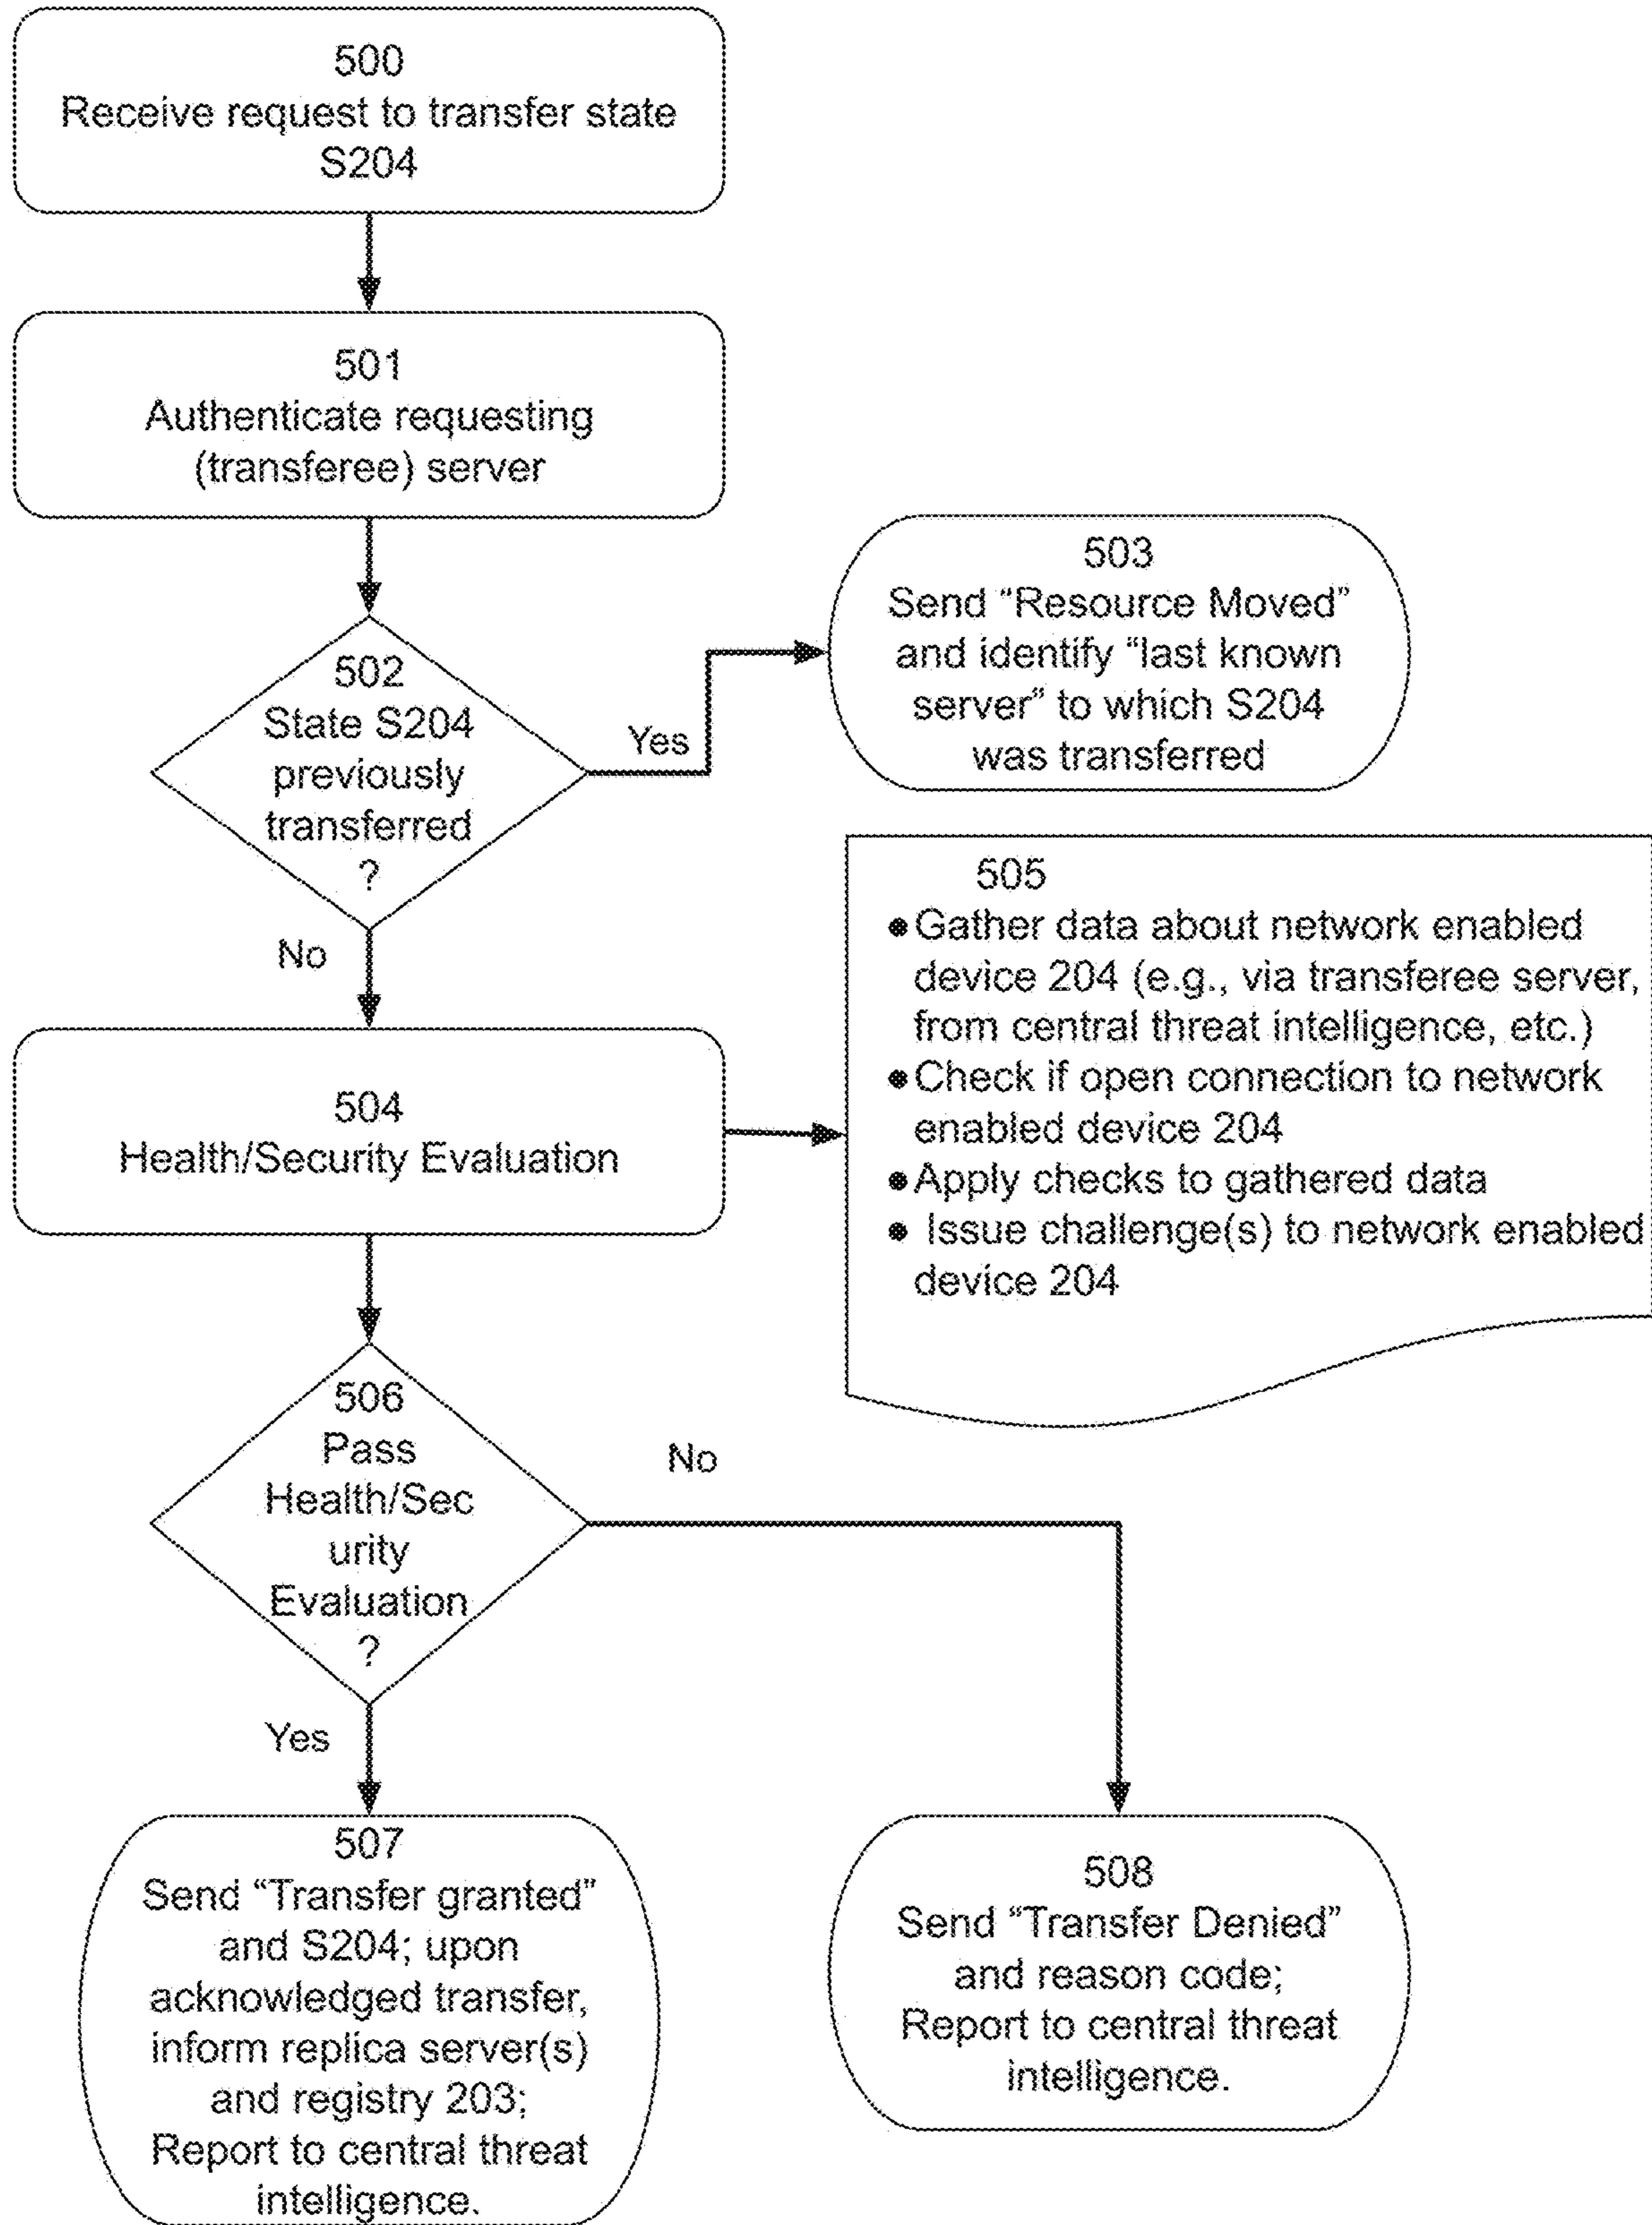 500
Receive request to transfer state
S204
501
Authenticate requesting
(transferee) server
502
State S204
previously
transferred
?
Yes
No
503
Send “Resource Moved”
and identify “last known
server” to which S204
was transferred
504
Health/Security Evaluation
505
●Gather data about network enabled
device 204 (e.g., via transferee server,
from central threat intelligence, etc.)
●Check if open connection to network
enabled device 204
●Apply checks to gathered data
● Issue challenge(s) to network enabled
device 204
506
Pass
Health/Sec
urity
Evaluation
?
No
Yes
507
Send “Transfer granted”
and S204; upon
acknowledged transfer,
inform replica server(s)
and registry 203;
Report to central threat
intelligence.
508
Send “Transfer Denied”
and reason code;
Report to central threat
intelligence.